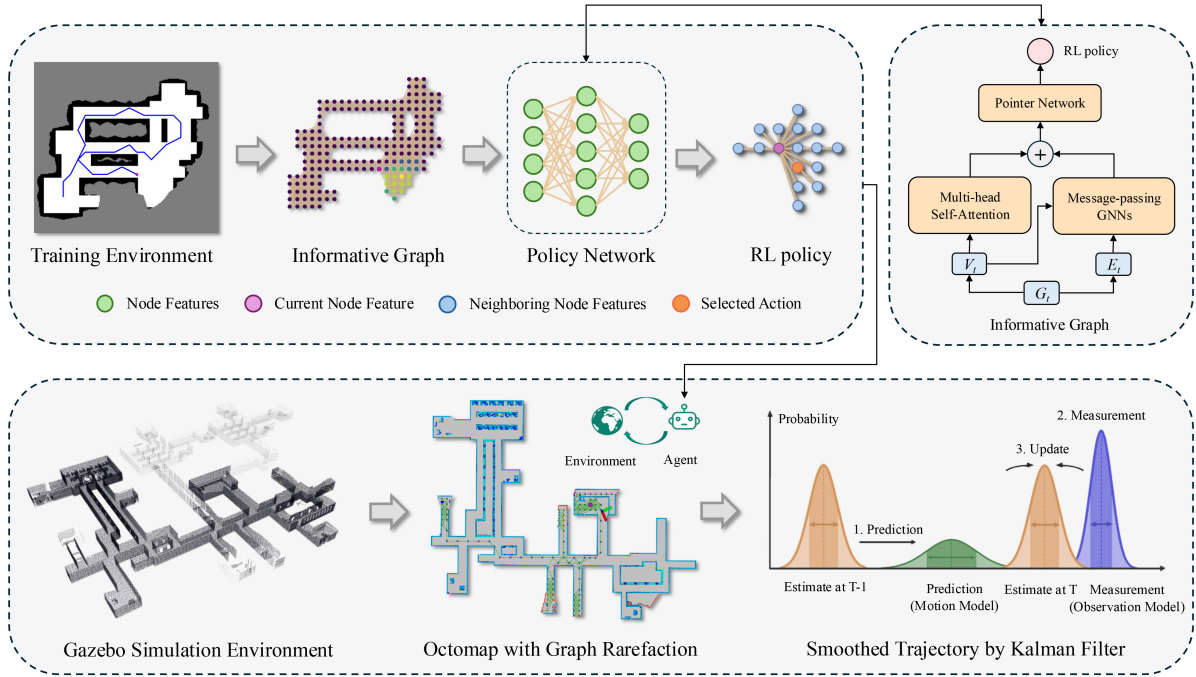 Training Environment
Informative Graph
Policy Network
RL policy
Node Features
Current Node Feature
Neighboring Node Features
Selected Action
RL policy
Pointer Network
+
Multi-head
Self-Attention
Message-passing
GNNs
Vt
Et
Gt
Informative Graph
Gazebo Simulation Environment
Environment
Agent
Octomap with Graph Rarefaction
Probability
2. Measurement
3. Update
1. Prediction
Estimate at T-1
Prediction
(Motion Model)
Estimate at T
Measurement
(Observation Model)
Smoothed Trajectory by Kalman Filter